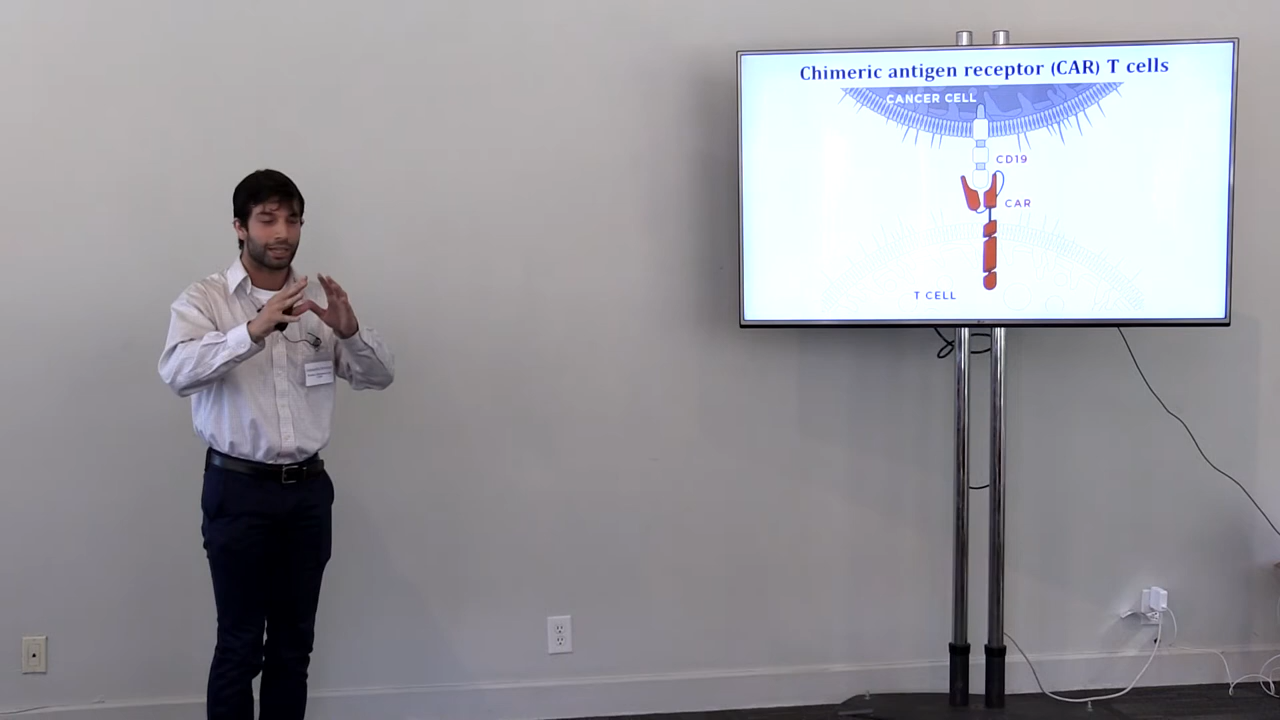 Chimeric antigen receptor (CAR) T cells
CANCER CELL
CD19
CAR
T CELL